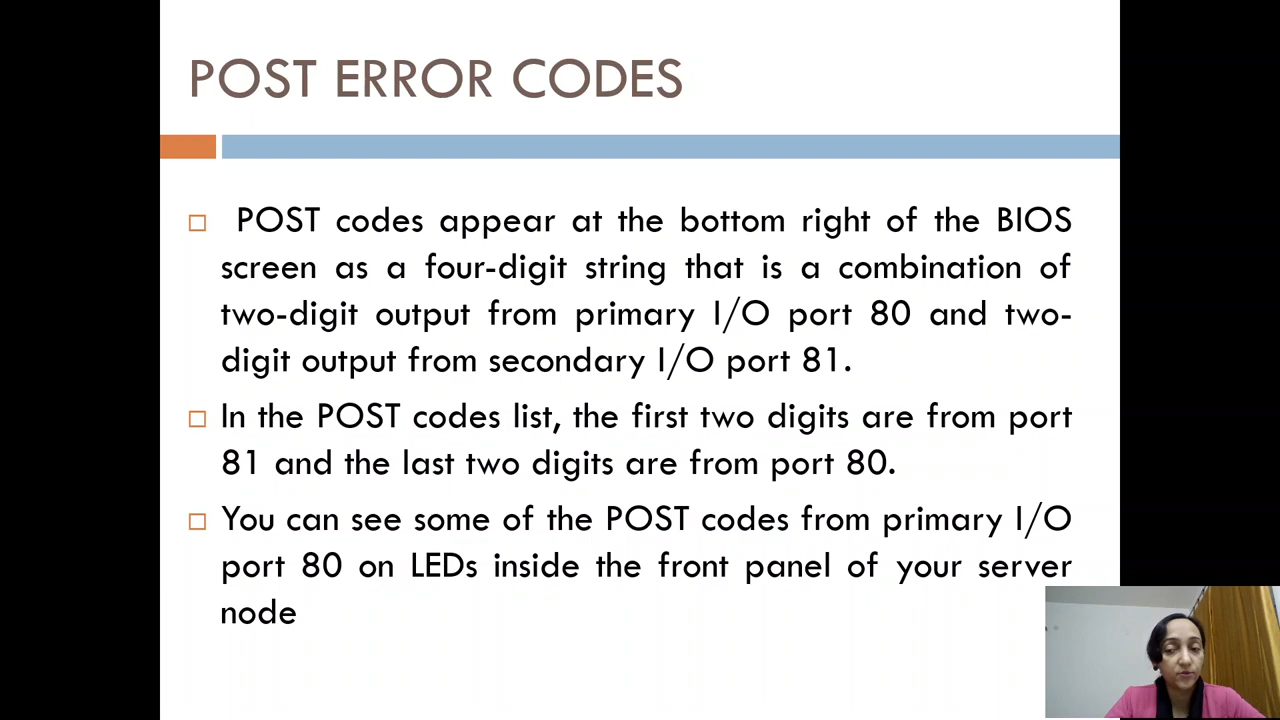 POST ERROR CODES
POST codes appear at the bottom right of the BIOS
screen as a four-digit string that is a combination of
two-digit output from primary I/O port 80 and two-
digit output from secondary I/O port 81.
In the POST codes list, the first two digits are from port
81 and the last two digits are from port 80.
You can see some of the POST codes from primary I/O
port 80 on LEDs inside the front panel of your server
node